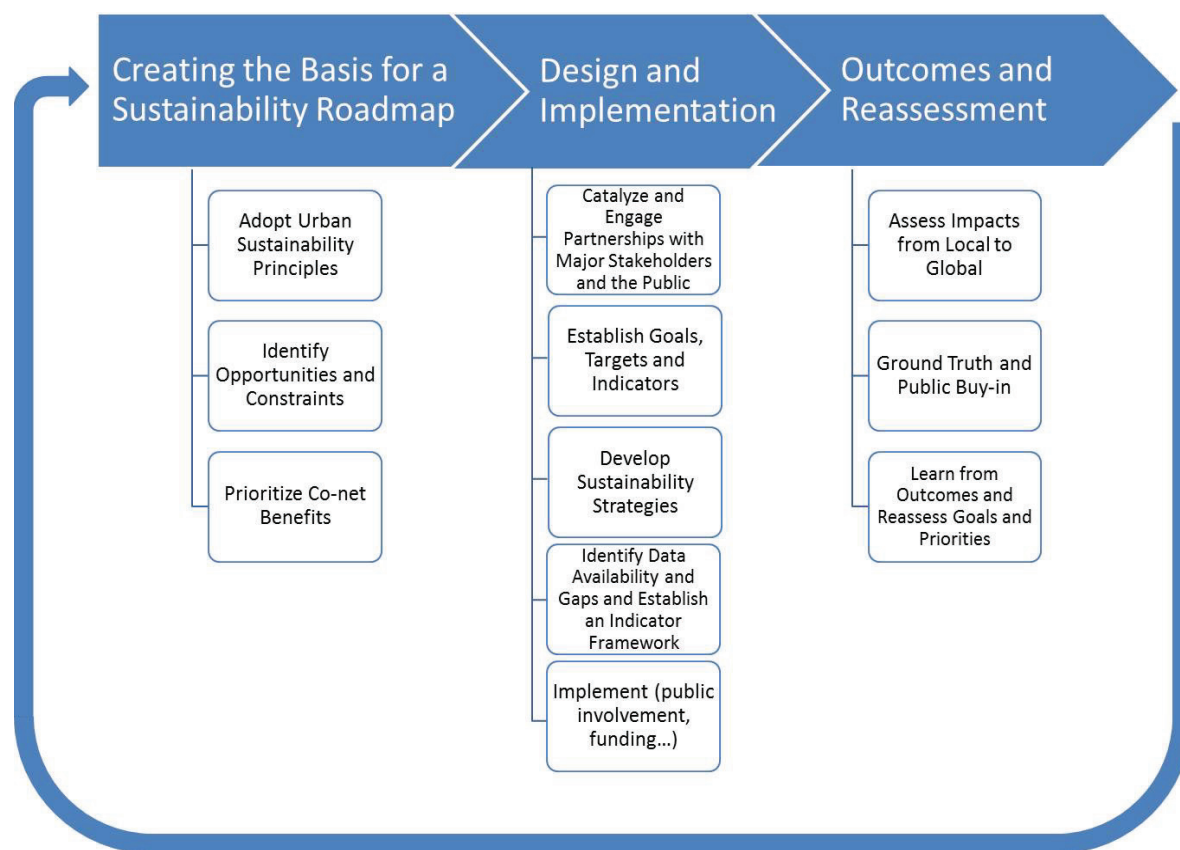 Creating the Basis for a
Sustainability Roadmap
Design and
Implementation
Outcomes and
Reassessment
Adopt Urban
Sustainability
Principles
Identify
Opportunities and
Constraints
Prioritize Co-net
Benefits
Catalyze and
Engage
Partnerships with
Major Stakeholders
and the Public
Establish Goals,
Targets and
Indicators
Develop
Sustainability
Strategies
Identify Data
Availability and
Gaps and Establish
an Indicator
Framework
Implement (public
involvement,
funding…)
Assess Impacts
from Local to
Global
Ground Truth and
Public Buy-in
Learn from
Outcomes and
Reassess Goals and
Priorities